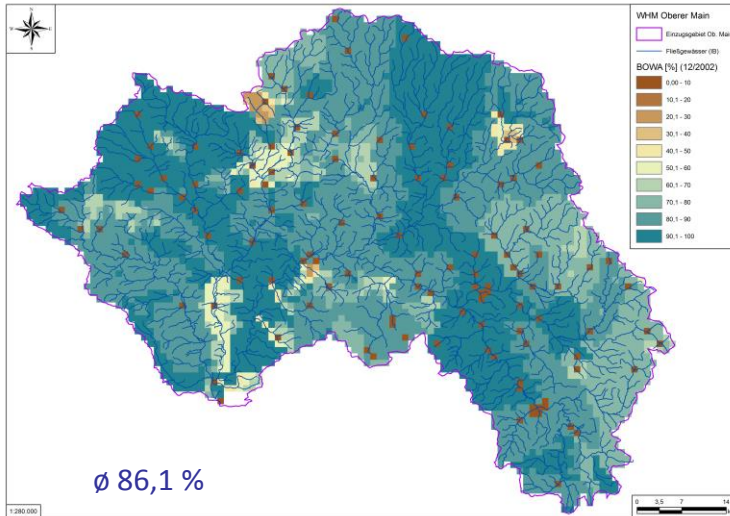 WHM Oberer Main
Einzugsgebiet Ob. Mai
Fließgewässer (IB)
BOWA [%] (12/2002)
0,00 - 10
10,1 - 20
20,1 - 30
30,1 - 40
40,1 - 50
50,1 - 60
60,1 - 70
70,1 - 80
80,1 - 90
90,1 - 100
ø 86,1 %
1:280.000
0 3,5 7 14